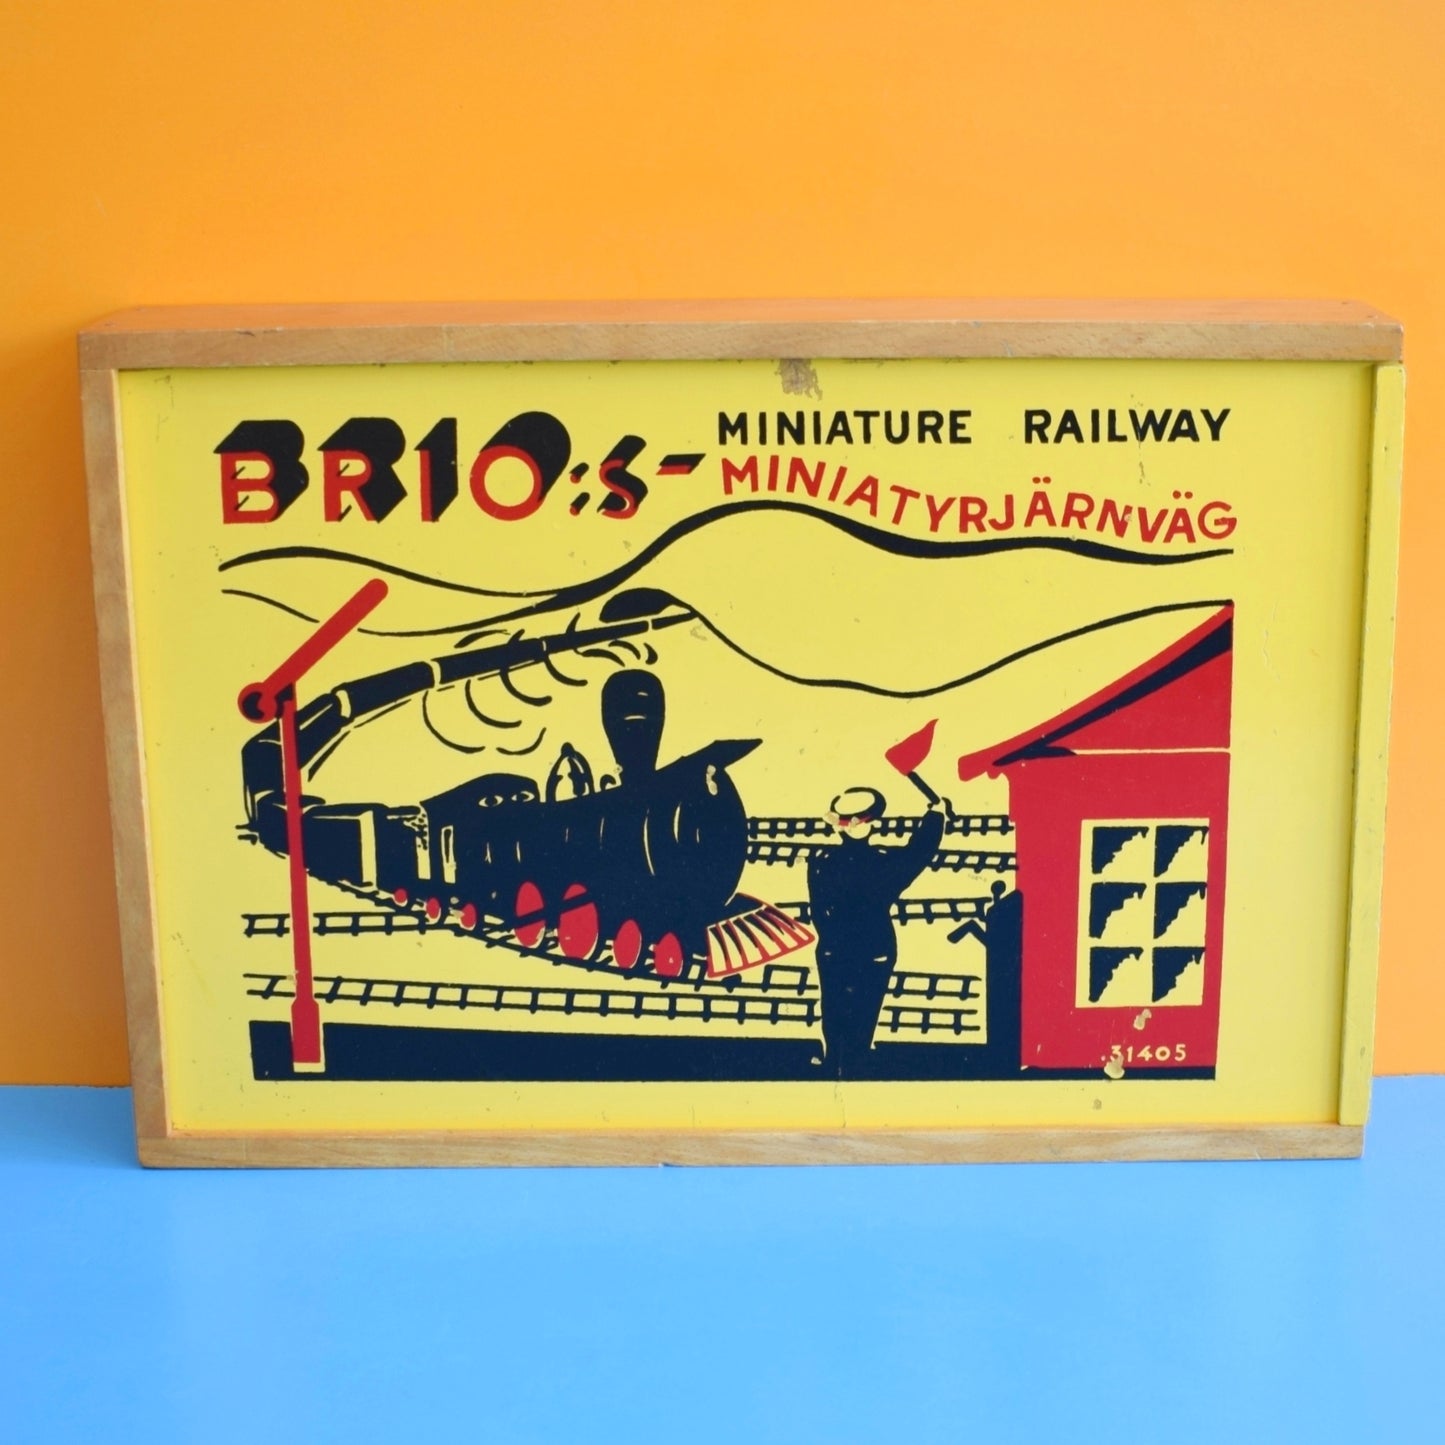 BRIO:s- MINIATURE RAILWAY
MINIATYRJÄRNVÄG
.31405